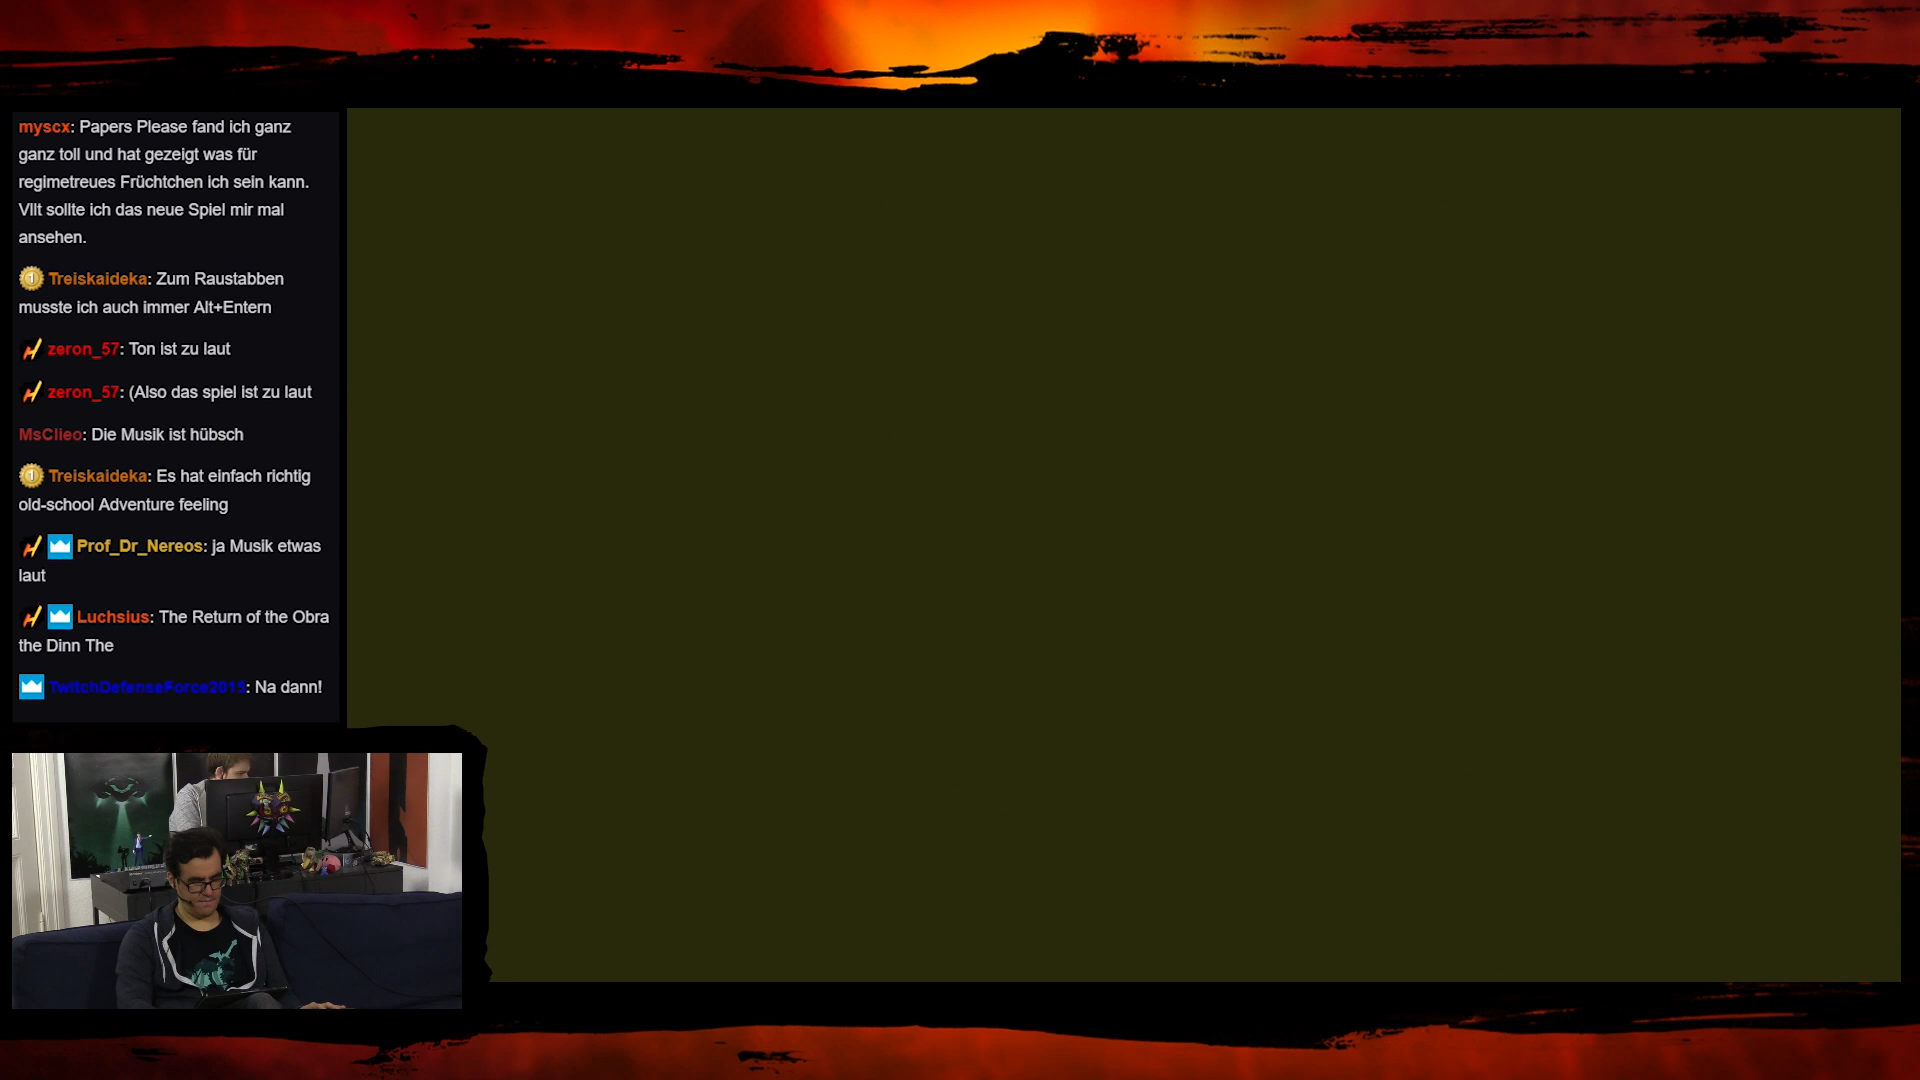 myscx: Papers Please fand ich ganz
ganz toll und hat gezeigt was für
regimetreues Früchtchen ich sein kann.
Vllt sollte ich das neue Spiel mir mal
ansehen.
Treiskaideka: Zum Raustabben
musste ich auch immer Alt+Entern
zeron_57: Ton ist zu laut
zeron_57: (Also das spiel ist zu laut
MsClieo: Die Musik ist hübsch
Treiskaideka: Es hat einfach richtig
old-school Adventure feeling
Prof_Dr_Nereos: ja Musik etwas
laut
Luchsius: The Return of the Obra
the Dinn The
TwitchDefenseForce2015: Na dann!